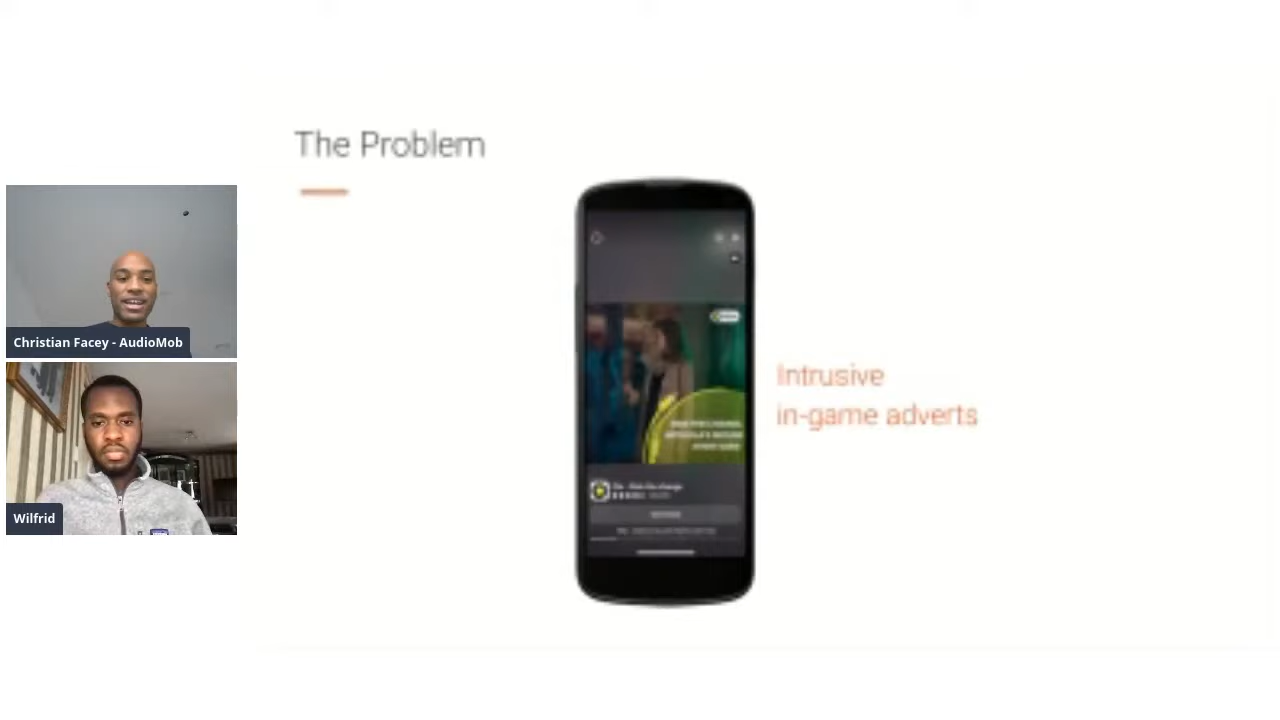 The Problem
Christian Facey - AudioMob
Wilfrid
Intrusive
in-game adverts